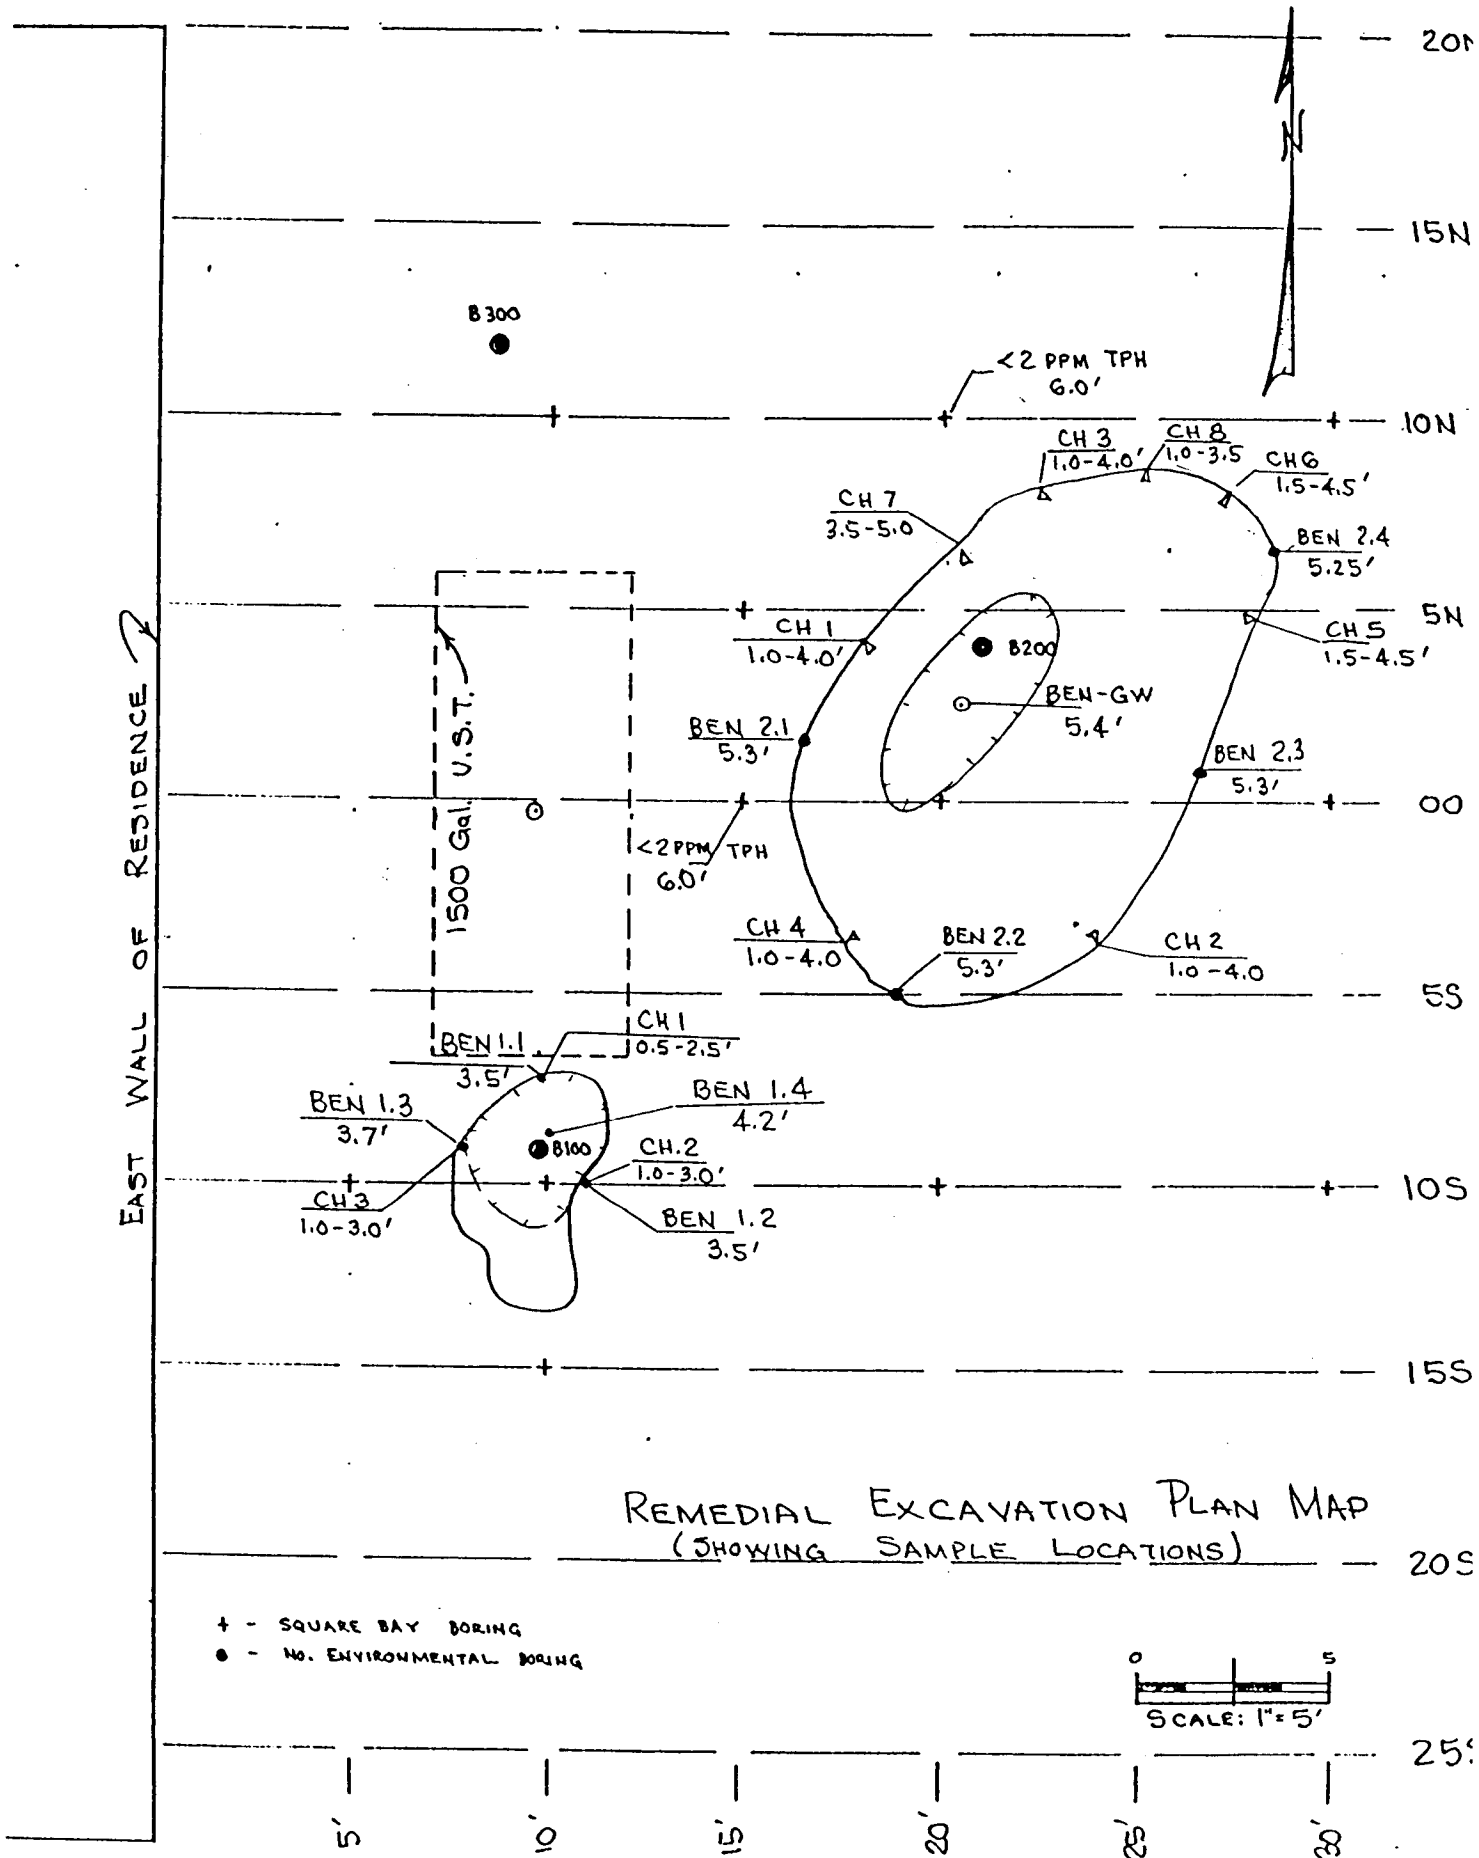 20N
N
15N
B300
<2 PPM TPH
6.0'
10N
CH 3
1.0-4.0'
CH 8
1.0-3.5
CH6
1.5-4.5'
CH 7
3.5-5.0
BEN 2.4
5.25'
5N
CH 1
1.0-4.0'
CH 5
1.5-4.5'
B200
BEN-GW
5.4'
BEN 2.1
5.3'
BEN 2.3
5.3'
00
EAST WALL OF RESIDENCE
1500 Gal. U.S.T.
<2 PPM TPH
6.0'
CH 4
1.0-4.0
BEN 2.2
5.3'
CH 2
1.0-4.0
5S
CH 1
0.5-2.5'
BEN 1.1
3.5'
BEN 1.3
3.7'
BEN 1.4
4.2'
B100
CH.2
1.0-3.0'
10S
CH 3
1.0-3.0'
BEN 1.2
3.5'
15S
REMEDIAL EXCAVATION PLAN MAP
(SHOWING SAMPLE LOCATIONS)
20S
+ - SQUARE BAY BORING
● - NO. ENVIRONMENTAL BORING
0 5
SCALE: 1"=5'
25S
5' 10' 15' 20' 25' 30'